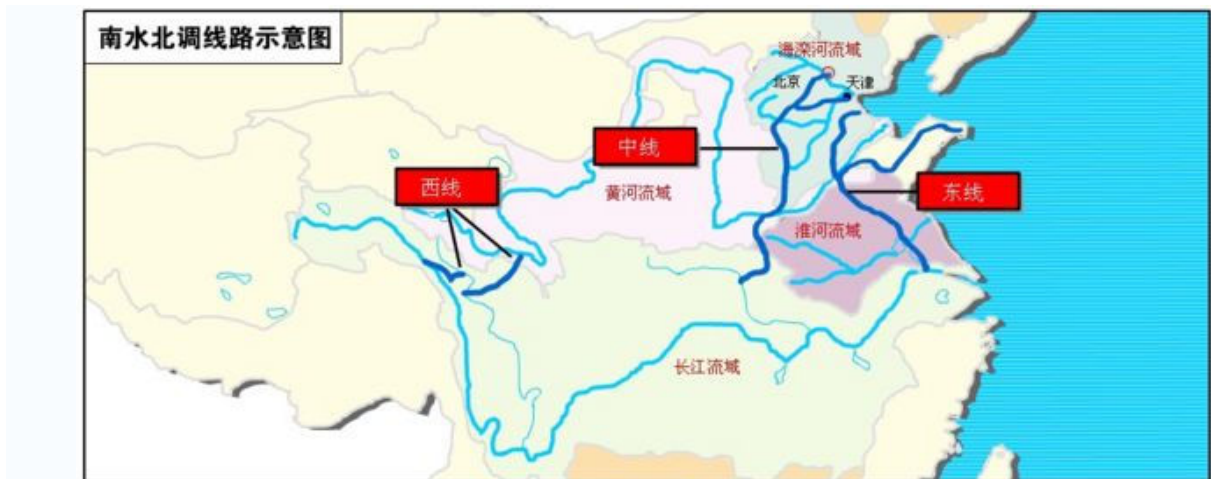 南水北调线路示意图
海滦河流域
北京
天津
中线
西线
黄河流域
东线
淮河流域
长江流域